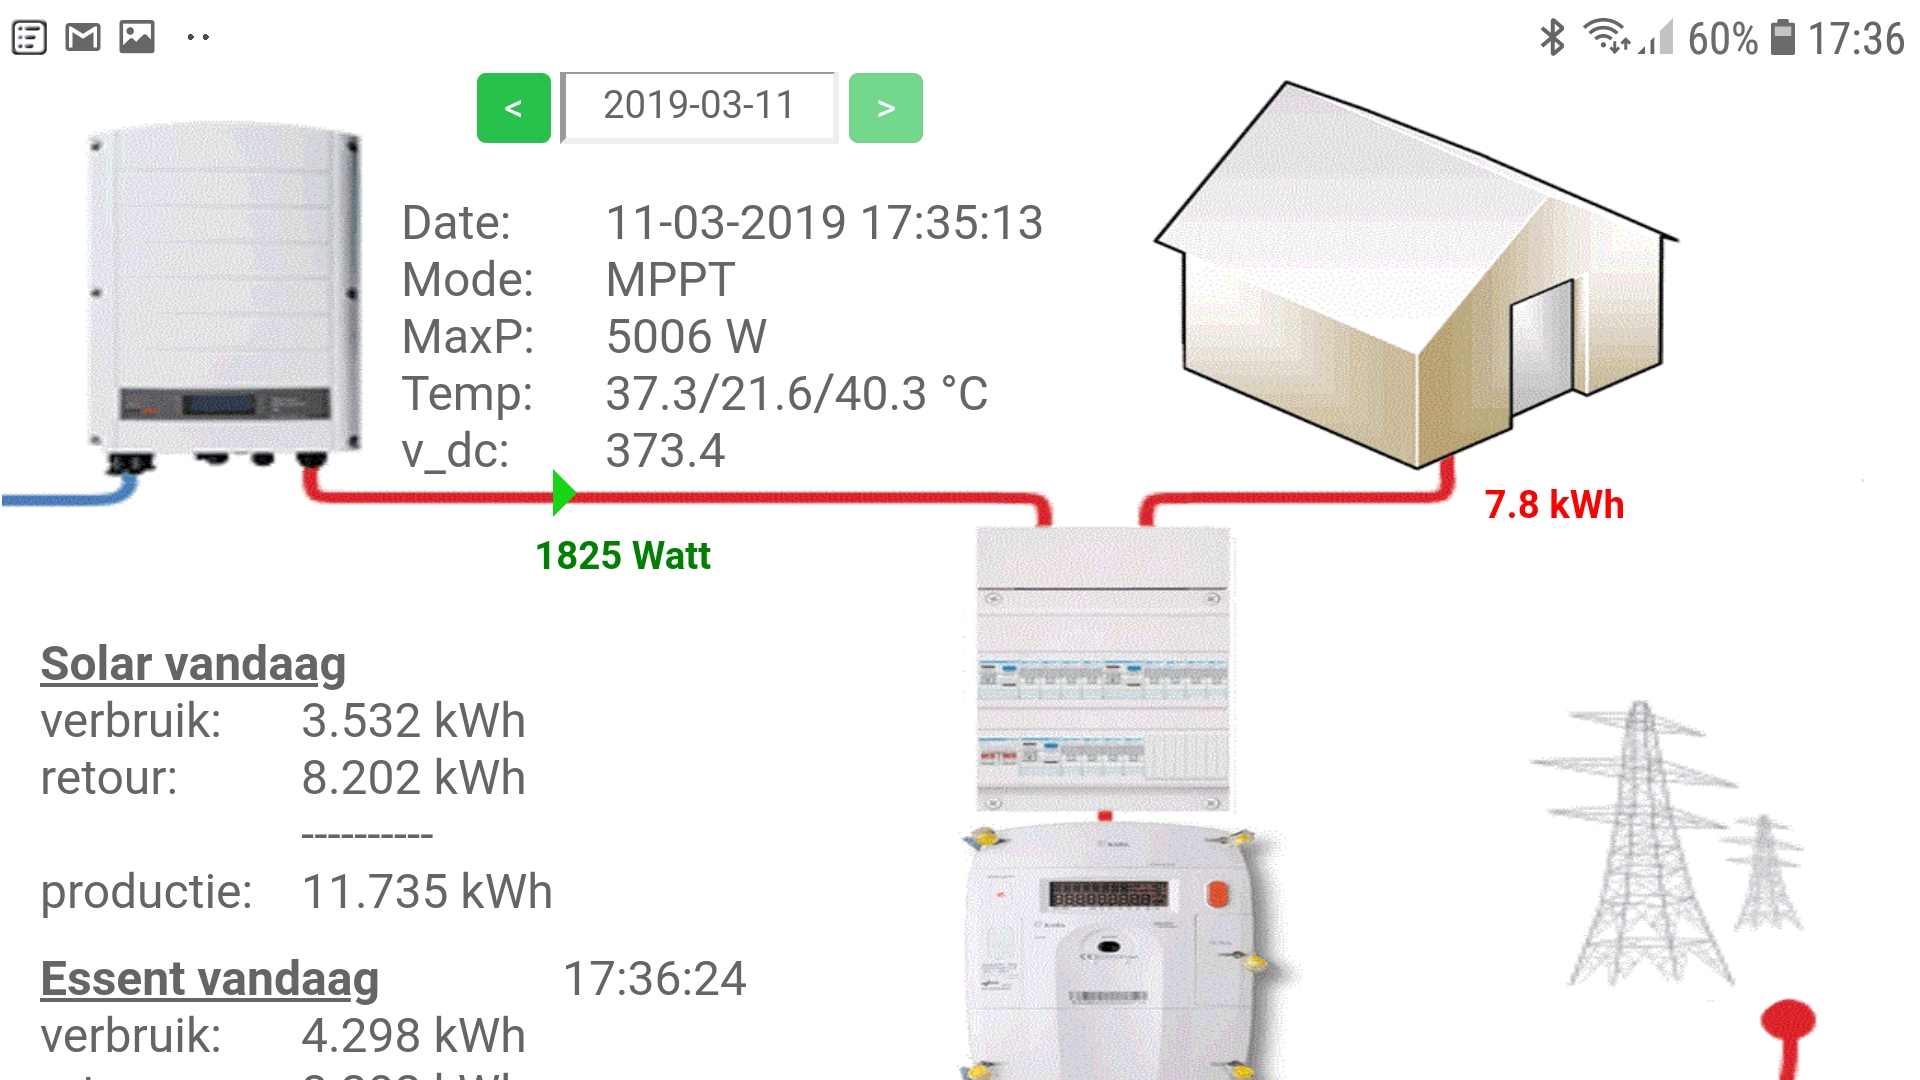 60% 17:36
< 2019-03-11 >
Date: 11-03-2019 17:35:13
Mode: MPPT
MaxP: 5006 W
Temp: 37.3/21.6/40.3 °C
v_dc: 373.4
7.8 kWh
1825 Watt
Solar vandaag
verbruik: 3.532 kWh
retour: 8.202 kWh
----------
productie: 11.735 kWh
Essent vandaag 17:36:24
verbruik: 4.298 kWh